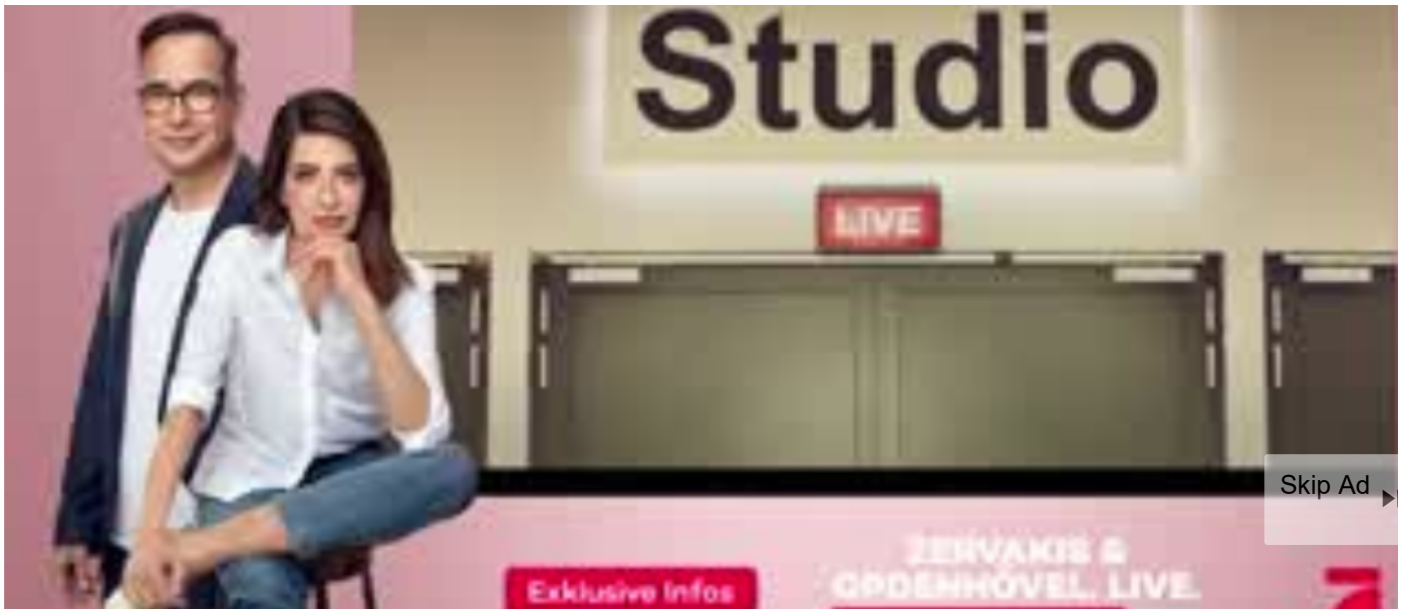 Studio
LIVE
Skip Ad
ZERVAKIS &
OPDENHÖVEL. LIVE.
Exklusive Infos